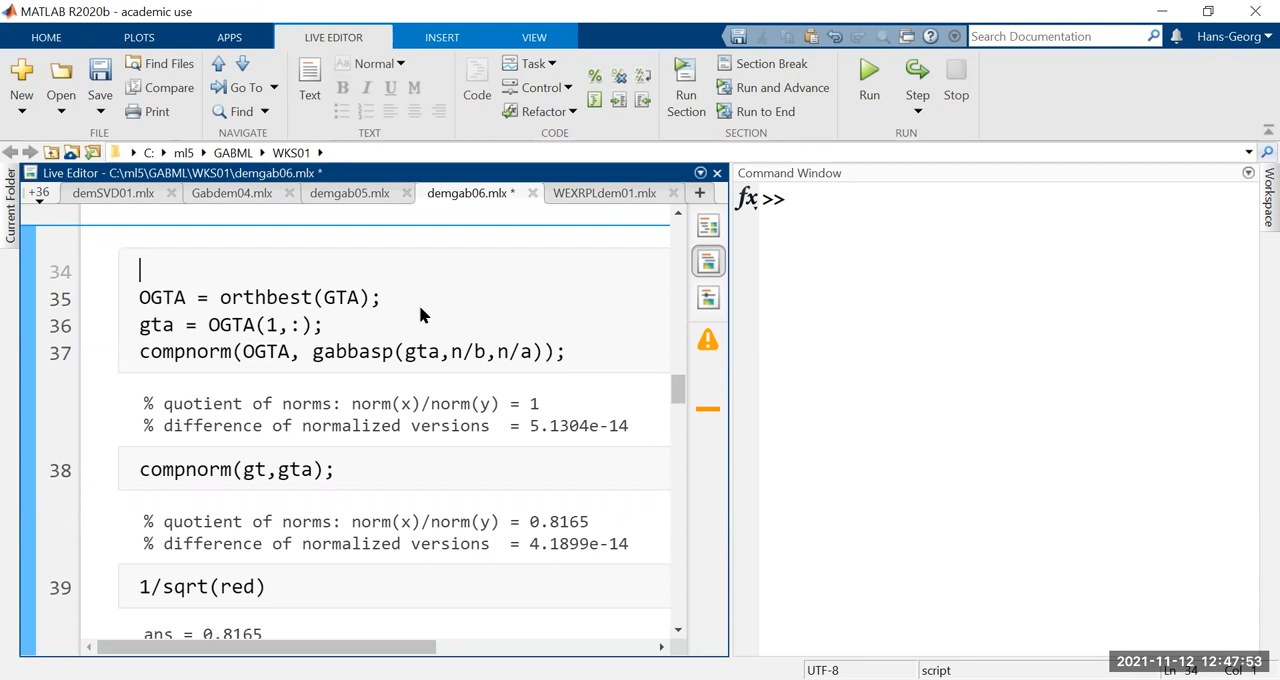 MATLAB R2020b - academic use
HOME PLOTS APPS LIVE EDITOR INSERT VIEW Search Documentation Hans-Georg
New Open Save Find Files Compare Print Go To Find Text Aa Normal B I U M Code Task Control Refactor Run Section Section Break Run and Advance Run to End Run Step Stop
FILE NAVIGATE TEXT CODE SECTION RUN
C: ml5 GABML WKS01
Live Editor - C:\ml5\GABML\WKS01\demgab06.mlx *
Command Window
+36 demSVD01.mlx Gabdem04.mlx demgab05.mlx demgab06.mlx * WEXRPLdem01.mlx +
Current Folder
Workspace
fx >>
34
35 OGTA = orthbest(GTA);
36 gta = OGTA(1,:);
37 compnorm(OGTA, gabbasp(gta,n/b,n/a));
% quotient of norms: norm(x)/norm(y) = 1
% difference of normalized versions = 5.1304e-14
38 compnorm(gt,gta);
% quotient of norms: norm(x)/norm(y) = 0.8165
% difference of normalized versions = 4.1899e-14
39 1/sqrt(red)
ans = 0.8165
2021-11-12 12:47:53
UTF-8 script Ln 34 Col 1